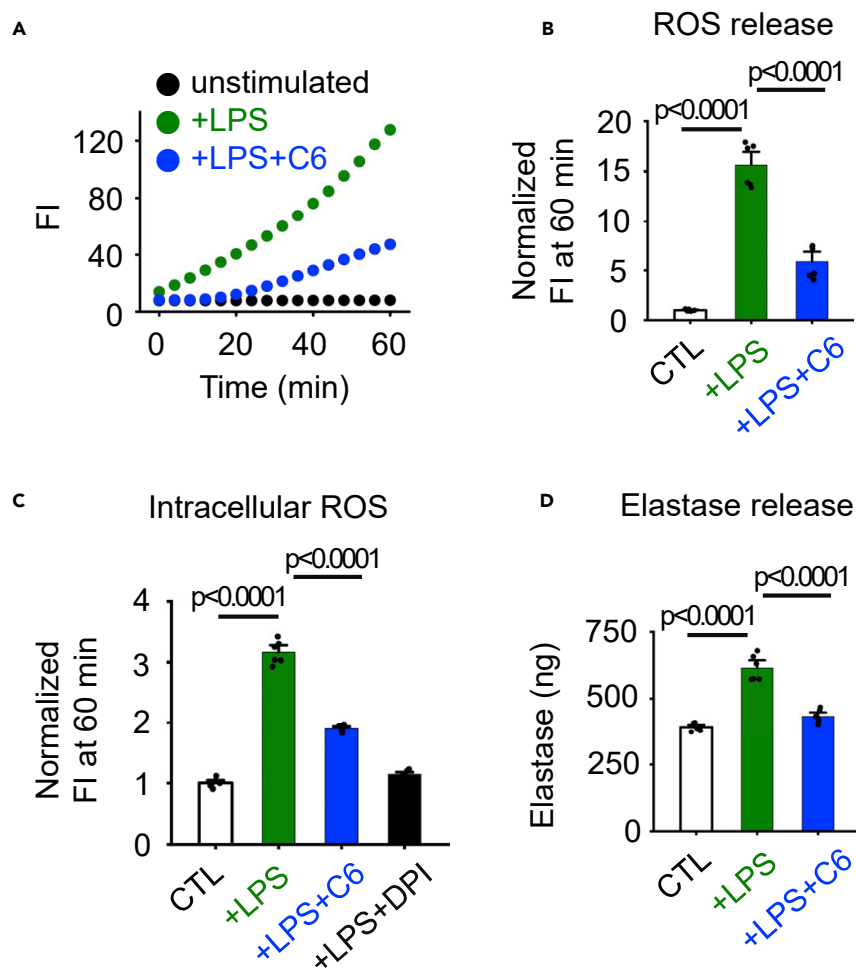 A
unstimulated
+LPS
+LPS+C6
120
80
40
0
FI
0 20 40 60
Time (min)
B
ROS release
p<0.0001
p<0.0001
20
15
10
5
0
Normalized
FI at 60 min
CTL
+LPS
+LPS+C6
C
Intracellular ROS
p<0.0001
p<0.0001
4
3
2
1
0
Normalized
FI at 60 min
CTL
+LPS
+LPS+C6
+LPS+DPI
D
Elastase release
p<0.0001
p<0.0001
750
500
250
0
Elastase (ng)
CTL
+LPS
+LPS+C6